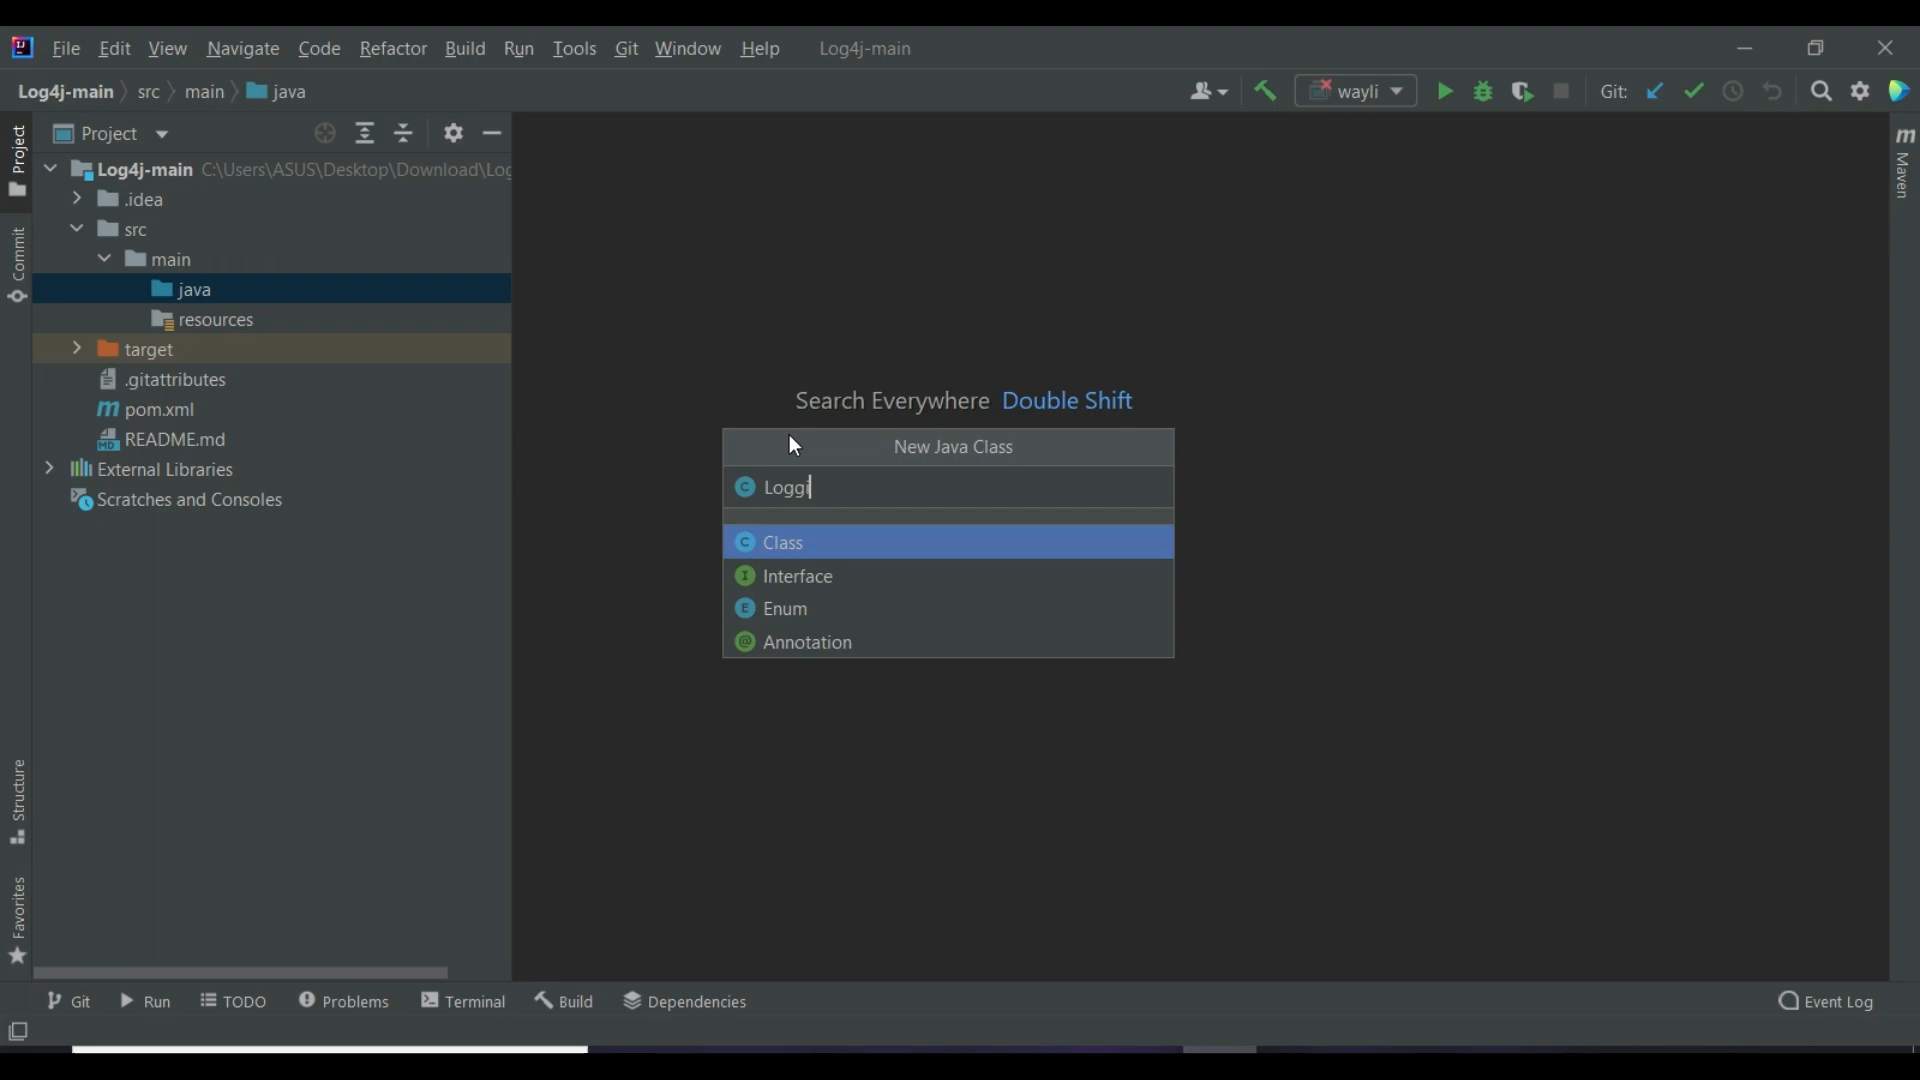 File Edit View Navigate Code Refactor Build Run Tools Git Window Help Log4j-main
Log4j-main src main java wayli Git:
Project
Project
Log4j-main C:\Users\ASUS\Desktop\Download\Log
.idea
src
main
java
resources
target
.gitattributes
pom.xml
README.md
External Libraries
Scratches and Consoles
Commit
Structure
Favorites
Search Everywhere Double Shift
New Java Class
Loggi
Class
Interface
Enum
Annotation
Maven
Git Run TODO Problems Terminal Build Dependencies Event Log